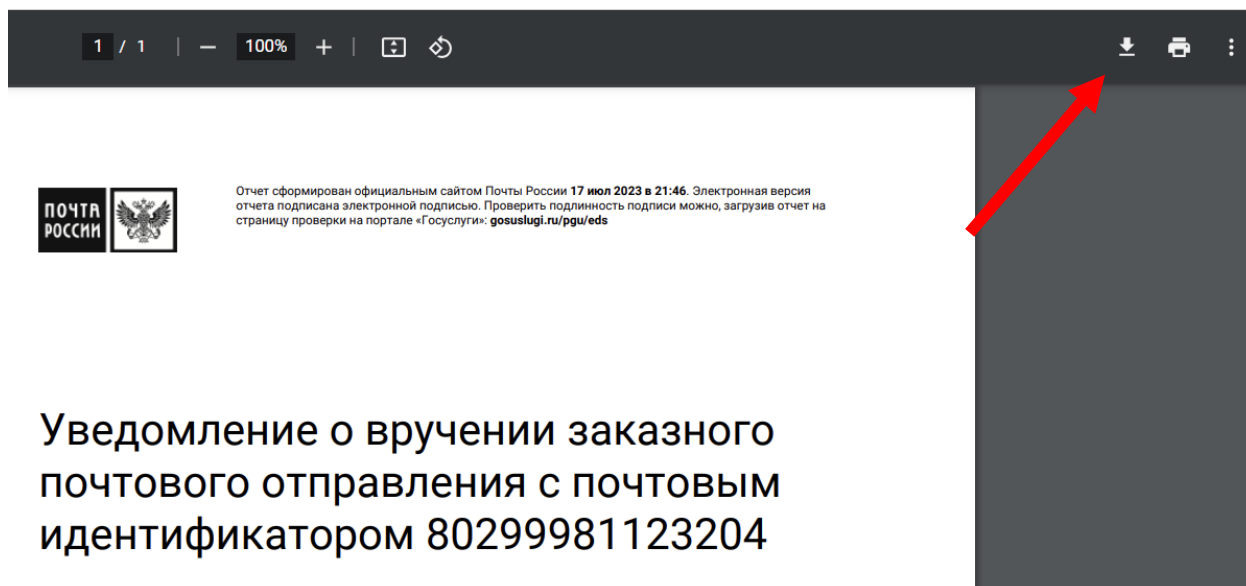 1 / 1 | — 100% + |
ПОЧТА
РОССИИ
Отчет сформирован официальным сайтом Почты России 17 июл 2023 в 21:46. Электронная версия
отчета подписана электронной подписью. Проверить подлинность подписи можно, загрузив отчет на
страницу проверки на портале «Госуслуги»: gosuslugi.ru/pgu/eds
Уведомление о вручении заказного
почтового отправления с почтовым
идентификатором 80299981123204